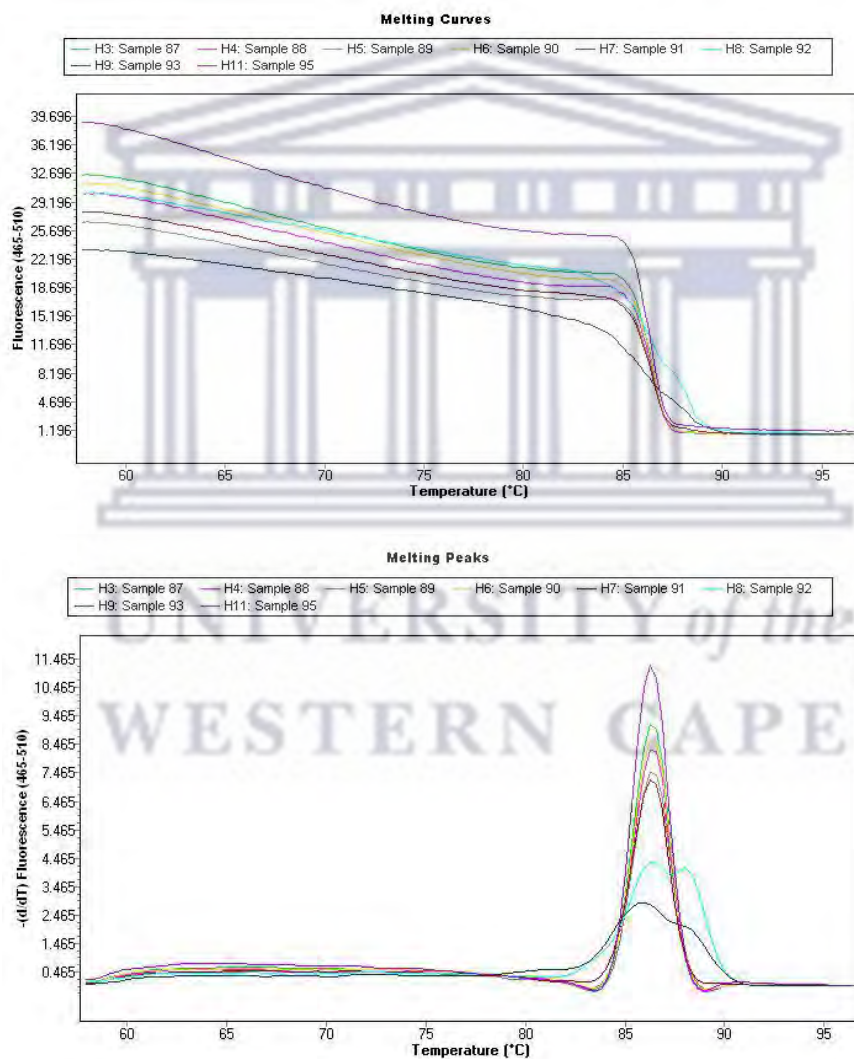 Melting Curves
H3: Sample 87 H4: Sample 88 H5: Sample 89 H6: Sample 90 H7: Sample 91 H8: Sample 92
H9: Sample 93 H11: Sample 95
Fluorescence (465-510)
39.696
36.196
32.696
29.196
25.696
22.196
18.696
15.196
11.696
8.196
4.696
1.196
60 65 70 75 80 85 90 95
Temperature (°C)
Melting Peaks
H3: Sample 87 H4: Sample 88 H5: Sample 89 H6: Sample 90 H7: Sample 91 H8: Sample 92
H9: Sample 93 H11: Sample 95
UNIVERSITY of the
WESTERN CAPE
-(d/dT) Fluorescence (465-510)
11.465
10.465
9.465
8.465
7.465
6.465
5.465
4.465
3.465
2.465
1.465
0.465
60 65 70 75 80 85 90 95
Temperature (°C)